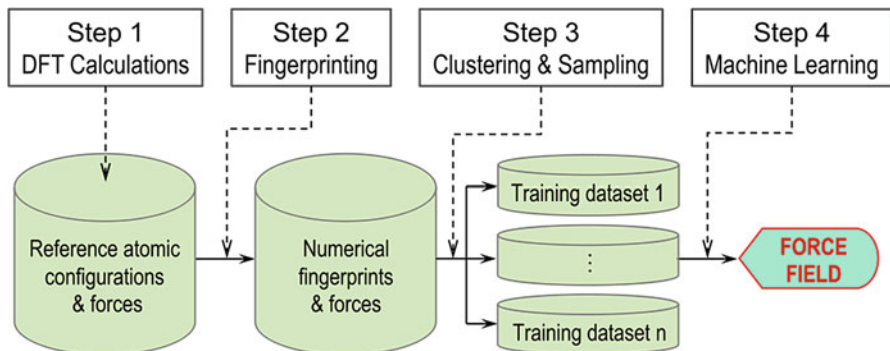 Step 1
DFT Calculations
Step 2
Fingerprinting
Step 3
Clustering & Sampling
Step 4
Machine Learning
Reference atomic
configurations
& forces
Numerical
fingerprints
& forces
Training dataset 1
⋮
Training dataset n
FORCE
FIELD